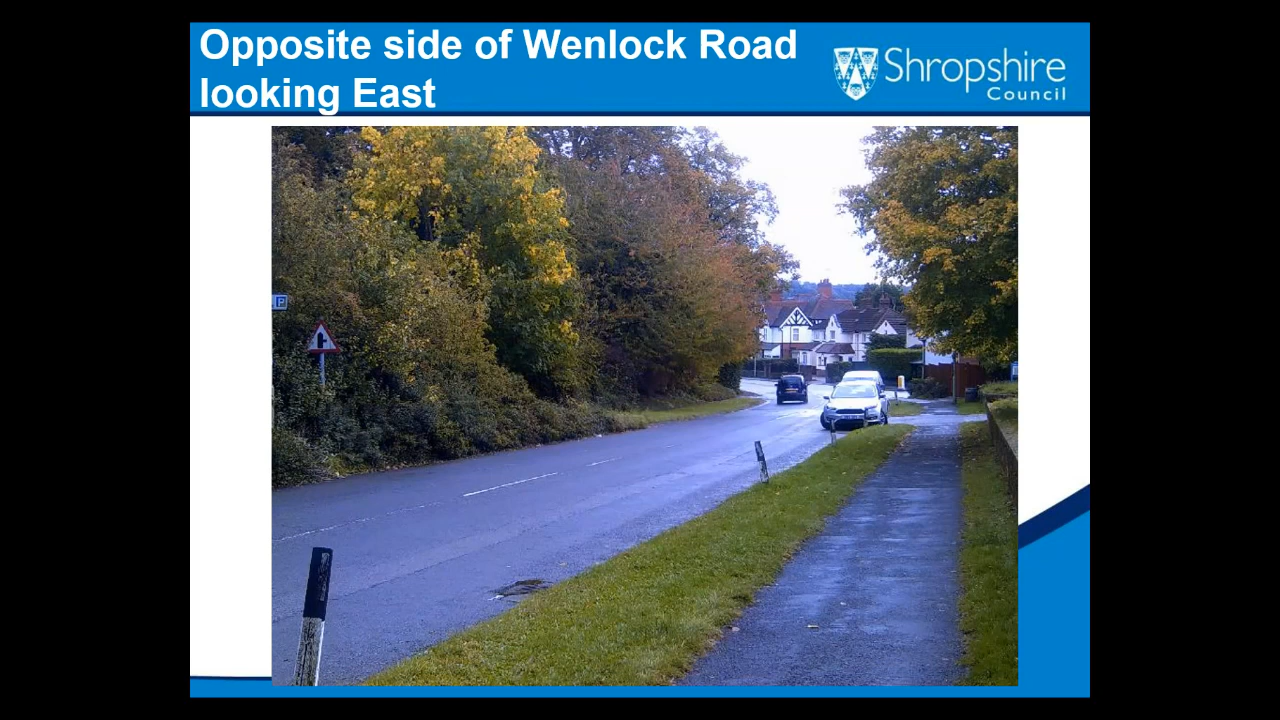 Opposite side of Wenlock Road
looking East
Shropshire
Council
P